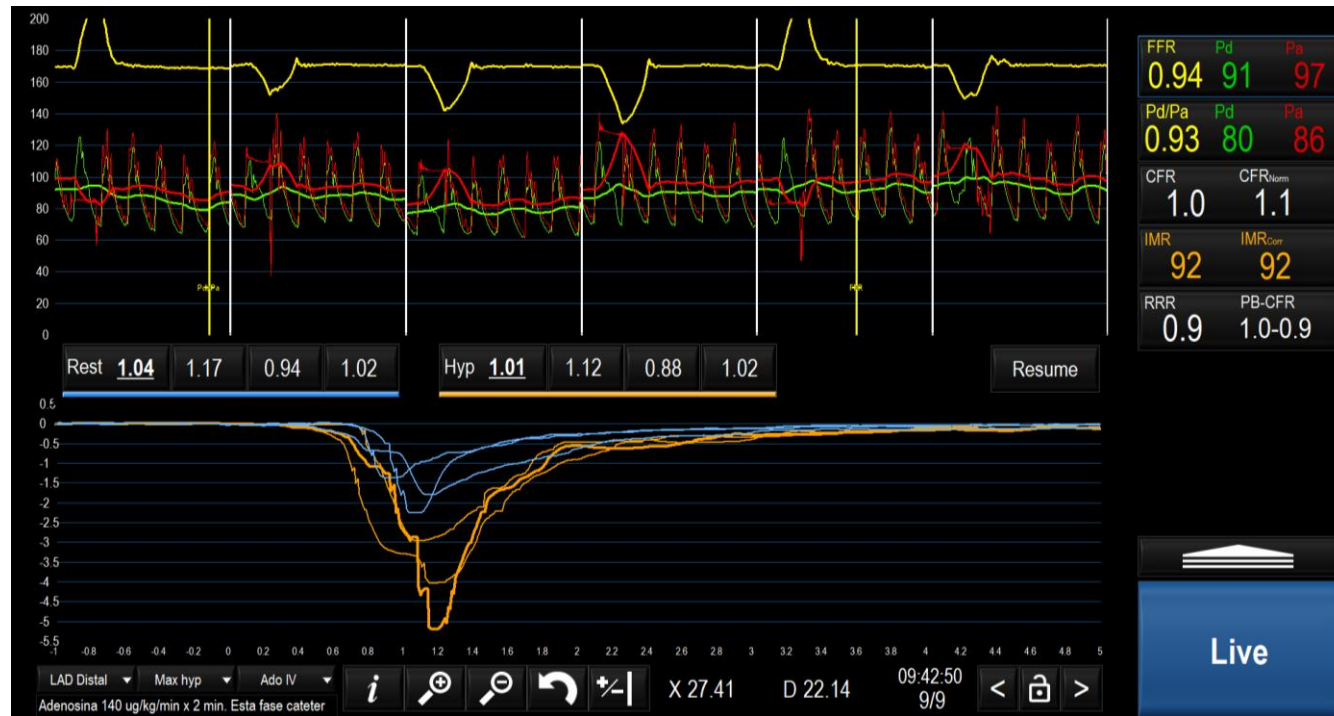 200
180
160
140
120
100
80
60
40
20
0
Pd/Pa
FFR
FFR Pd Pa
0.94 91 97
Pd/Pa Pd Pa
0.93 80 86
CFR CFRNorm
1.0 1.1
IMR IMRCorr
92 92
RRR PB-CFR
0.9 1.0-0.9
Rest 1.04 1.17 0.94 1.02
Hyp 1.01 1.12 0.88 1.02
Resume
0.5
0
-0.5
-1
-1.5
-2
-2.5
-3
-3.5
-4
-4.5
-5
-5.5
-1 -0.8 -0.6 -0.4 -0.2 0 0.2 0.4 0.6 0.8 1 1.2 1.4 1.6 1.8 2 2.2 2.4 2.6 2.8 3 3.2 3.4 3.6 3.8 4 4.2 4.4 4.6 4.8 5
LAD Distal Max hyp Ado IV
Adenosina 140 ug/kg/min x 2 min. Esta fase cateter
i
X 27.41
D 22.14
09:42:50
9/9
<
>
Live